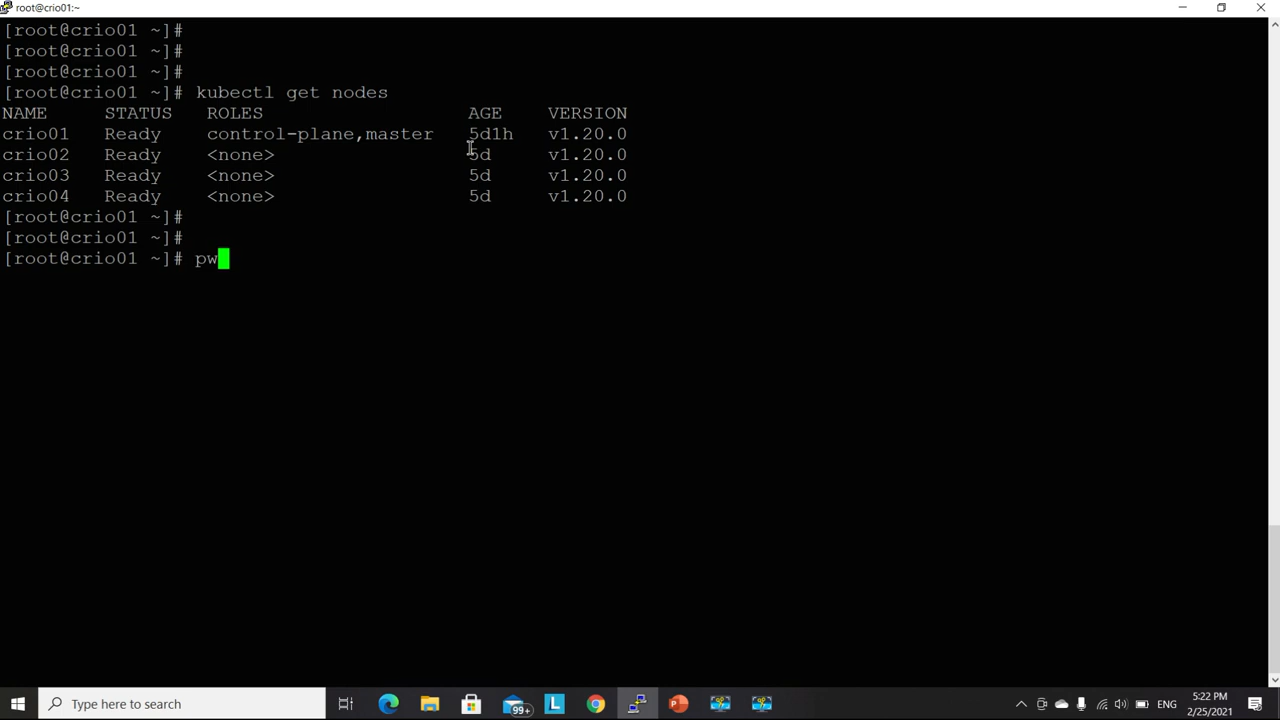 root@crio01:~
[root@crio01 ~]#
[root@crio01 ~]#
[root@crio01 ~]#
[root@crio01 ~]# kubectl get nodes
NAME STATUS ROLES AGE VERSION
crio01 Ready control-plane,master 5d1h v1.20.0
crio02 Ready <none> 5d v1.20.0
crio03 Ready <none> 5d v1.20.0
crio04 Ready <none> 5d v1.20.0
[root@crio01 ~]#
[root@crio01 ~]#
[root@crio01 ~]# pw
Type here to search
99+
L
P
ENG
5:22 PM
2/25/2021